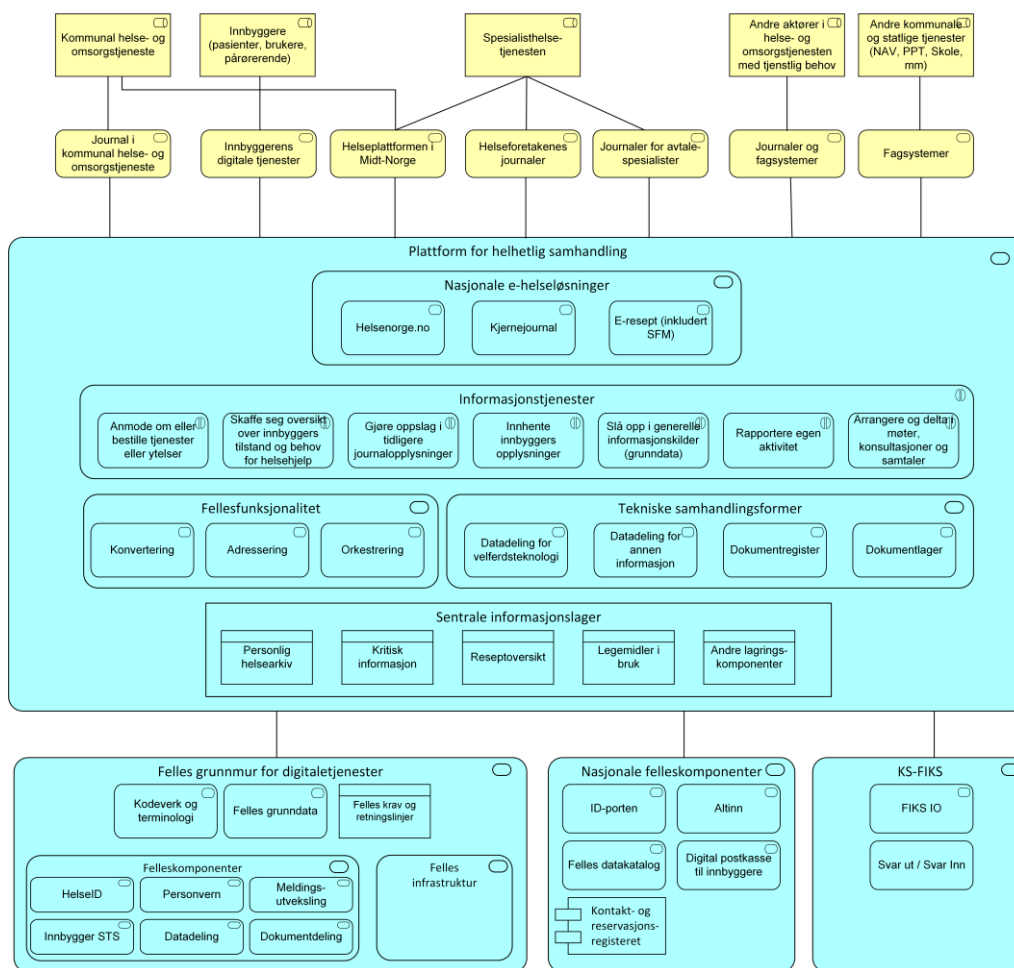 Kommunal helse- og
omsorgstjeneste
Innbyggere
(pasienter, brukere,
pårørerende)
Spesialisthelse-
tjenesten
Andre aktører i
helse- og
omsorgstjenesten
med tjenstlig behov
Andre kommunale
og statlige tjenester
(NAV, PPT, Skole,
mm)
Journal i
kommunal helse- og
omsorgstjeneste
Innbyggerens
digitale tjenester
Helseplattformen i
Midt-Norge
Helseforetakenes
journaler
Journaler for avtale-
spesialister
Journaler og
fagsystemer
Fagsystemer
Plattform for helhetlig samhandling
Nasjonale e-helseløsninger
Helsenorge.no
Kjernejournal
E-resept (inkludert
SFM)
Informasjonstjenester
Anmode om eller
bestille tjenester
eller ytelser
Skaffe seg oversikt
over innbyggers
tilstand og behov
for helsehjelp
Gjøre oppslag i
tidligere
journalopplysninger
Innhente
innbyggers
opplysninger
Slå opp i generelle
informasjonskilder
(grunndata)
Rapportere egen
aktivitet
Arrangere og delta i
møter,
konsultasjoner og
samtaler
Fellesfunksjonalitet
Konvertering
Adressering
Orkestrering
Tekniske samhandlingsformer
Datadeling for
velferdsteknologi
Datadeling for
annen
informasjon
Dokumentregister
Dokumentlager
Sentrale informasjonslager
Personlig
helsearkiv
Kritisk
informasjon
Reseptoversikt
Legemidler i
bruk
Andre lagrings-
komponenter
Felles grunnmur for digitaletjenester
Kodeverk og
terminologi
Felles grunndata
Felles krav og
retningslinjer
Felleskomponenter
HelseID
Personvern
Meldings-
utveksling
Innbygger STS
Datadeling
Dokumentdeling
Felles
infrastruktur
Nasjonale felleskomponenter
ID-porten
Altinn
Felles datakatalog
Digital postkasse
til innbyggere
Kontakt- og
reservasjons-
registeret
KS-FIKS
FIKS IO
Svar ut / Svar Inn